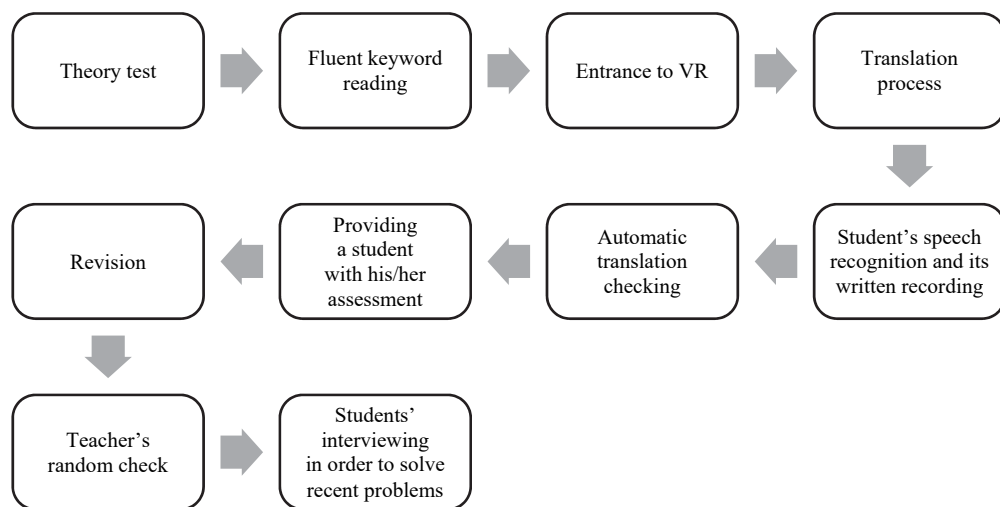 Theory test
Fluent keyword
reading
Entrance to VR
Translation
process
Student’s speech
recognition and its
written recording
Automatic
translation
checking
Providing
a student
with his/her
assessment
Revision
Teacher’s
random check
Students’
interviewing
in order to solve
recent problems